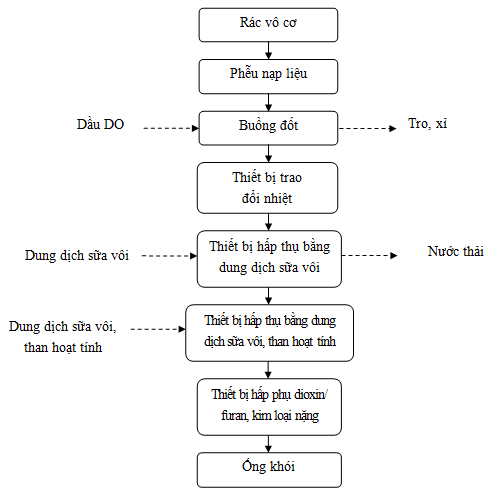 Rác vô cơ
Phễu nạp liệu
Dầu DO
Buồng đốt
Tro, xỉ
Thiết bị trao
đổi nhiệt
Dung dịch sữa vôi
Thiết bị hấp thụ bằng
dung dịch sữa vôi
Nước thải
Dung dịch sữa vôi,
than hoạt tính
Thiết bị hấp thụ bằng dung
dịch sữa vôi, than hoạt tính
Thiết bị hấp phụ dioxin/
furan, kim loại nặng
Ống khói